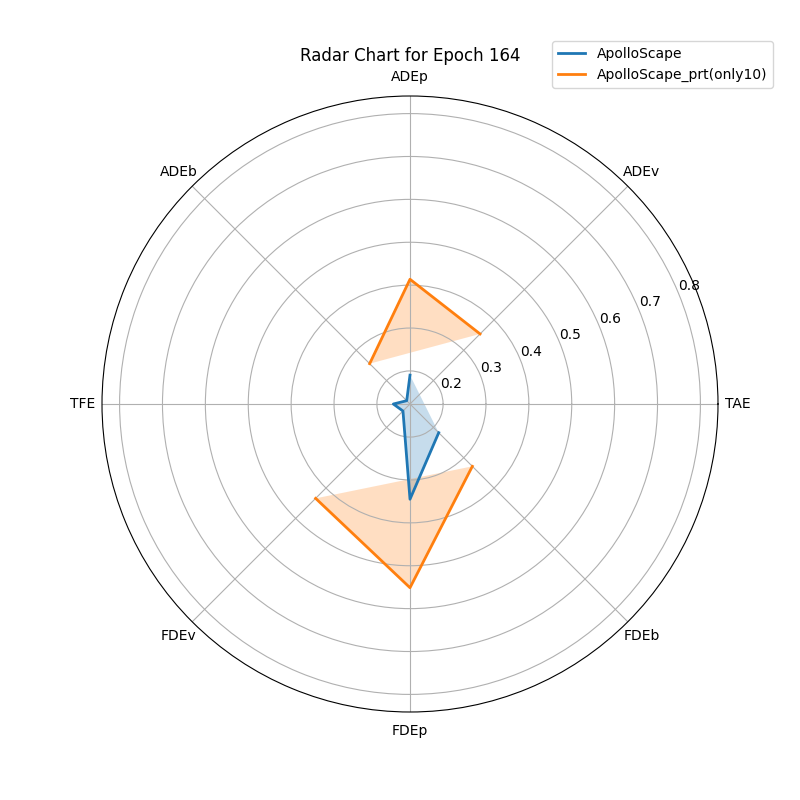 Radar Chart for Epoch 164
ApolloScape
ApolloScape_prt(only10)
ADEp
ADEb
ADEv
0.8
0.7
0.6
0.5
0.4
0.3
0.2
TFE
TAE
FDEv
FDEb
FDEp